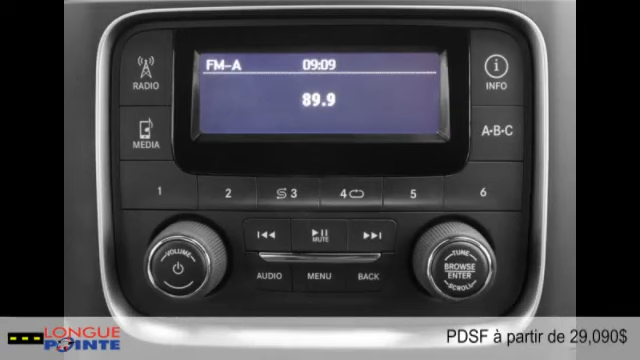 FM-A 09:09
89.9
RADIO
INFO
MEDIA
A·B·C
1 2 3 4 5 6
MUTE
VOLUME
AUDIO MENU BACK
TUNE
BROWSE
ENTER
SCROLL
LONGUE
POINTE
PDSF à partir de 29,090$